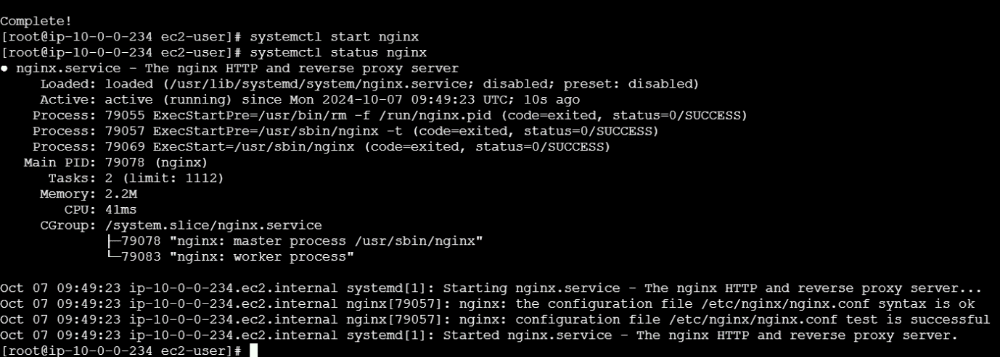 Complete!
[root@ip-10-0-0-234 ec2-user]# systemctl start nginx
[root@ip-10-0-0-234 ec2-user]# systemctl status nginx
● nginx.service - The nginx HTTP and reverse proxy server
     Loaded: loaded (/usr/lib/systemd/system/nginx.service; disabled; preset: disabled)
     Active: active (running) since Mon 2024-10-07 09:49:23 UTC; 10s ago
    Process: 79055 ExecStartPre=/usr/bin/rm -f /run/nginx.pid (code=exited, status=0/SUCCESS)
    Process: 79057 ExecStartPre=/usr/sbin/nginx -t (code=exited, status=0/SUCCESS)
    Process: 79069 ExecStart=/usr/sbin/nginx (code=exited, status=0/SUCCESS)
   Main PID: 79078 (nginx)
      Tasks: 2 (limit: 1112)
     Memory: 2.2M
        CPU: 41ms
     CGroup: /system.slice/nginx.service
             ├─79078 "nginx: master process /usr/sbin/nginx"
             └─79083 "nginx: worker process"
Oct 07 09:49:23 ip-10-0-0-234.ec2.internal systemd[1]: Starting nginx.service - The nginx HTTP and reverse proxy server...
Oct 07 09:49:23 ip-10-0-0-234.ec2.internal nginx[79057]: nginx: the configuration file /etc/nginx/nginx.conf syntax is ok
Oct 07 09:49:23 ip-10-0-0-234.ec2.internal nginx[79057]: nginx: configuration file /etc/nginx/nginx.conf test is successful
Oct 07 09:49:23 ip-10-0-0-234.ec2.internal systemd[1]: Started nginx.service - The nginx HTTP and reverse proxy server.
[root@ip-10-0-0-234 ec2-user]#